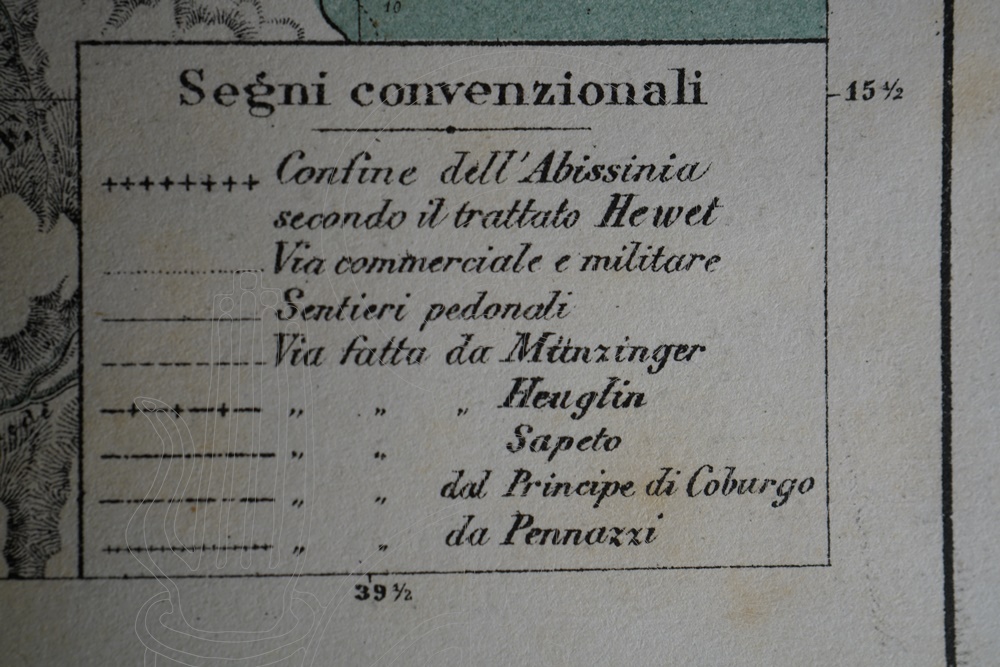 10
Segni convenzionali
15 ½
++++++++ Confine dell'Abissinia
secondo il trattato Hewet
Via commerciale e militare
Sentieri pedonali
Via fatta da Münzinger
„ „ „ Heuglin
„ „ Sapeto
„ „ dal Principe di Coburgo
„ „ da Pennazzi
39 ½